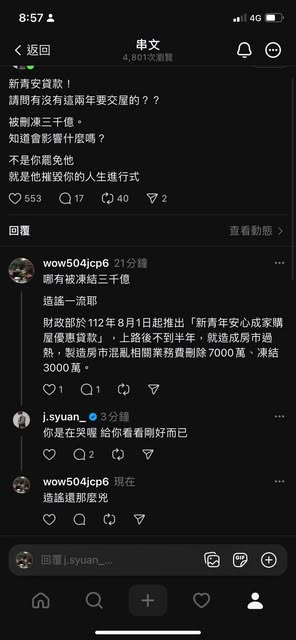 8:57
4G
26
返回
串文
4,801次瀏覽
新青安貸款！
請問有沒有這兩年要交屋的？？
被刪凍三千億。
知道會影響什麼嗎？
不是你罷免他
就是他摧毀你的人生進行式
553 17 40 2
回覆
查看動態
wow504jcp6 21分鐘
哪有被凍結三千億
造謠一流耶
財政部於112年8月1日起推出「新青年安心成家購
屋優惠貸款」，上路後不到半年，就造成房市過
熱，製造房市混亂相關業務費刪除7000萬、凍結
3000萬。
1 1
j.syuan_ 3分鐘
你是在哭喔 給你看看剛好而已
2
wow504jcp6 現在
造謠還那麼兇
回覆j.syuan_...
GIF